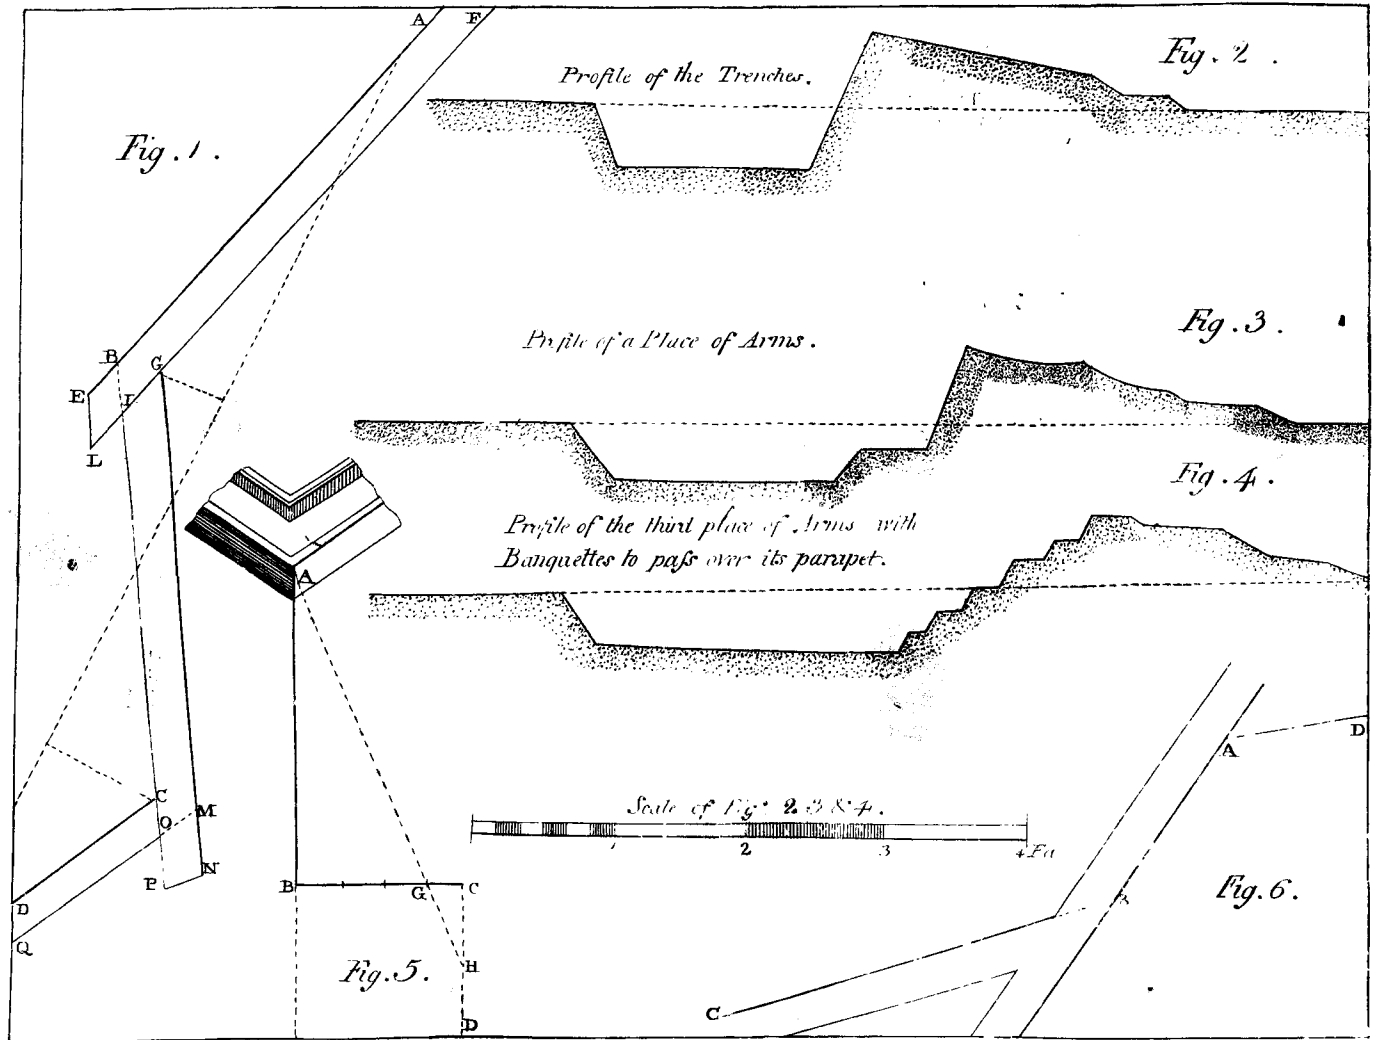 A F
Fig. 1.
Profile of the Trenches.
Fig. 2.
B G
E I
L
Profile of a Place of Arms.
Fig. 3.
Fig. 4.
Profile of the third place of Arms with
Banquettes to paſs over its parapet.
A
C M
O
P N
D
Q
B G C
H
D
Fig. 5.
Scale of Figs 2. 3 & 4.
1 2 3 4 Fa
A D
B
C
Fig. 6.